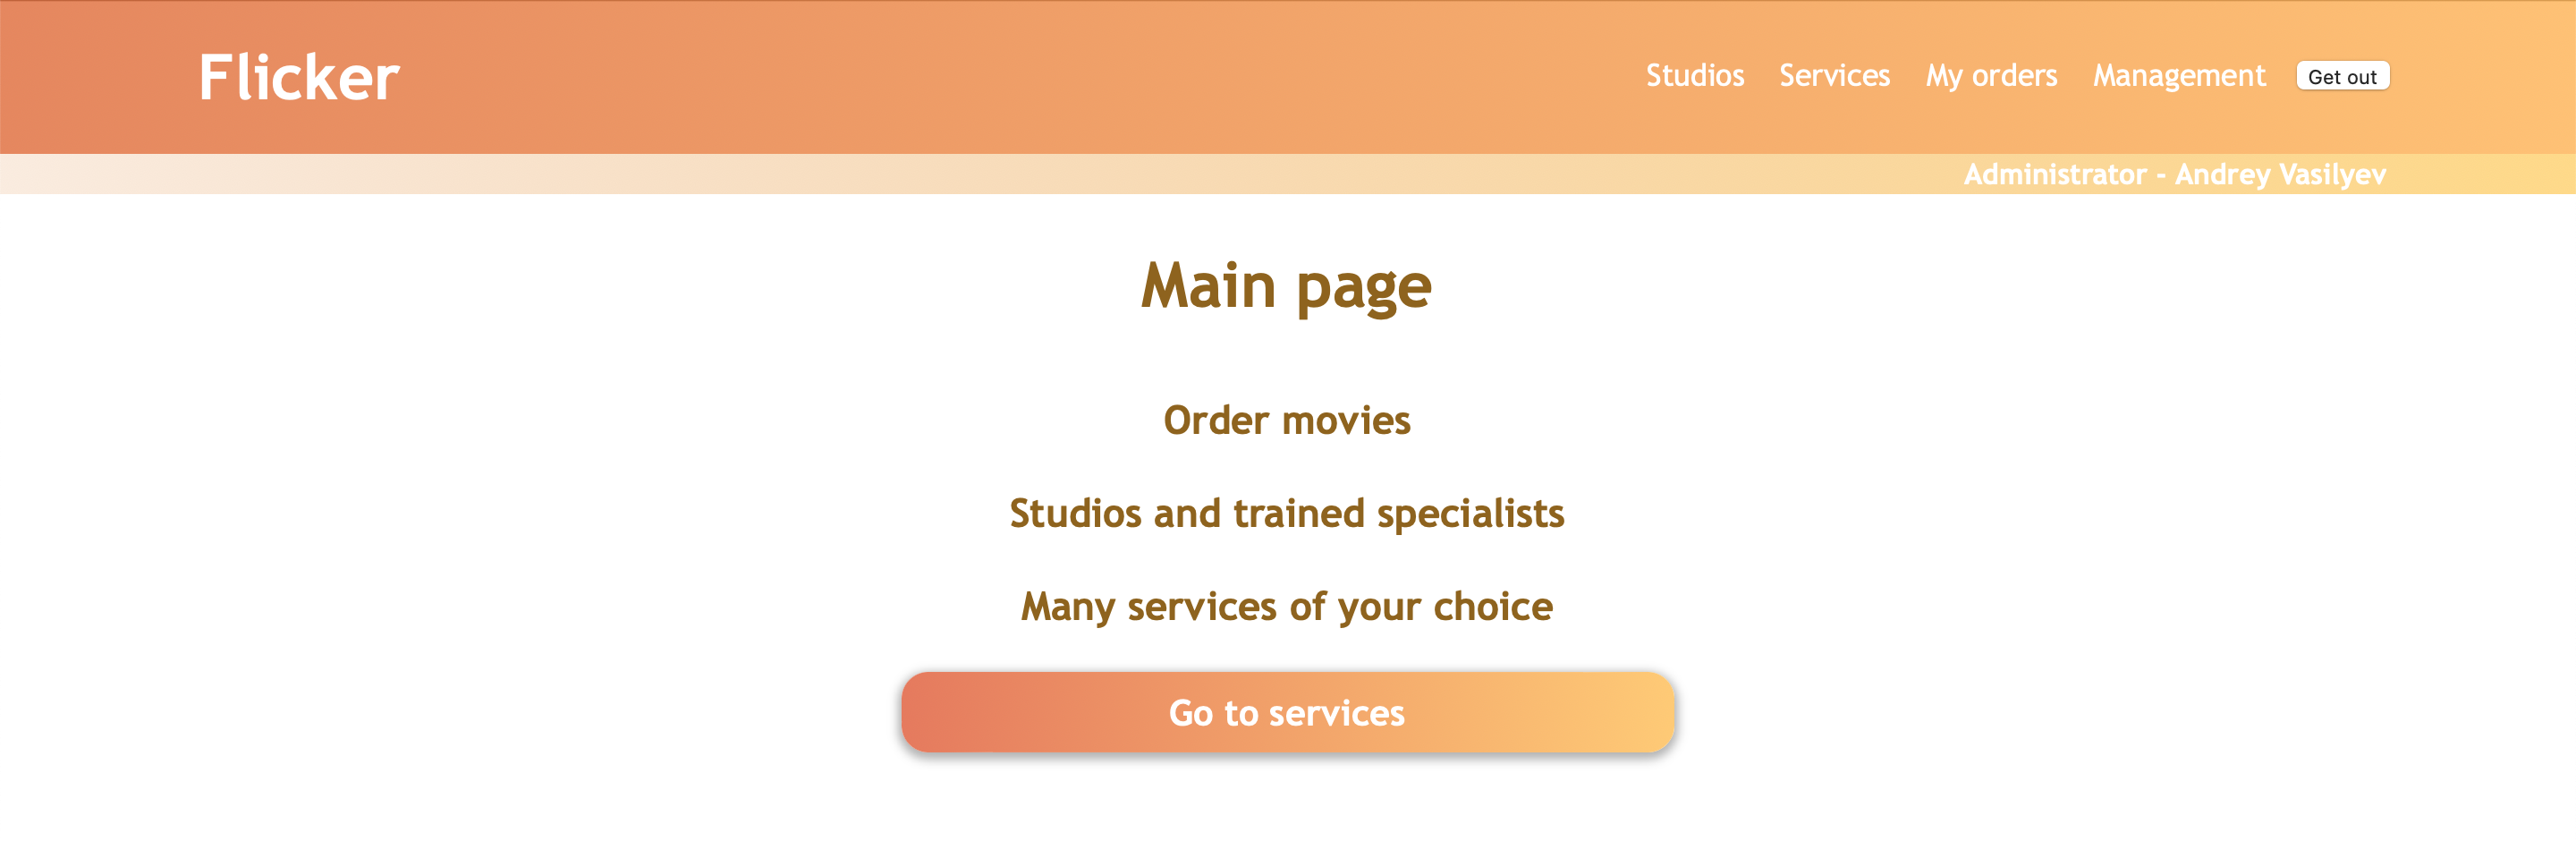 Flicker
Studios Services My orders Management Get out
Administrator - Andrey Vasilyev
Main page
Order movies
Studios and trained specialists
Many services of your choice
Go to services